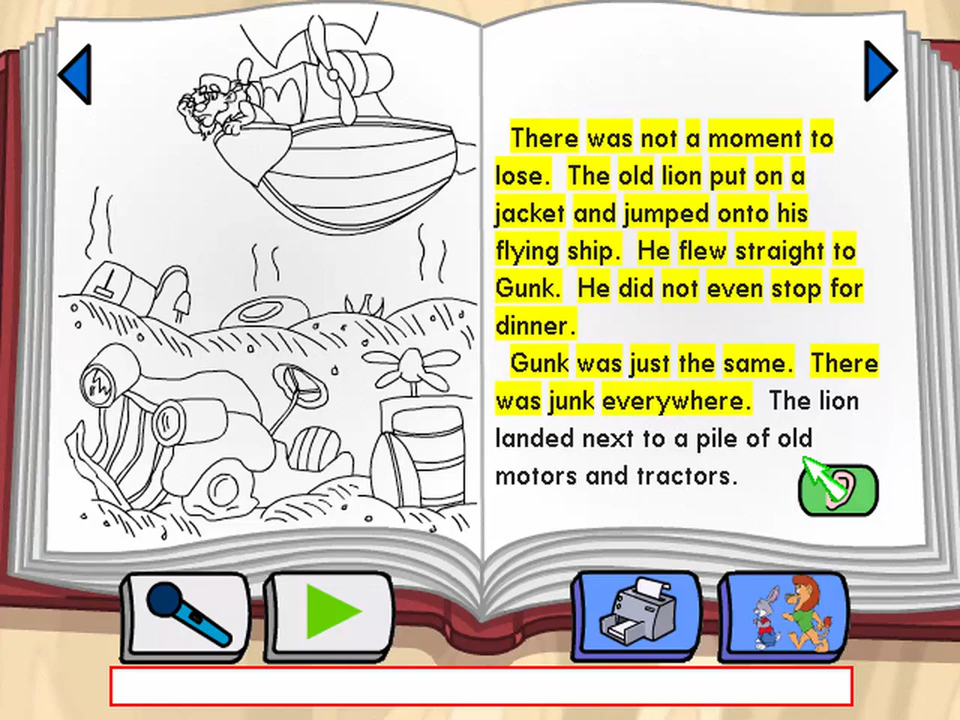 There was not a moment to
lose. The old lion put on a
jacket and jumped onto his
flying ship. He flew straight to
Gunk. He did not even stop for
dinner.
Gunk was just the same. There
was junk everywhere. The lion
landed next to a pile of old
motors and tractors.